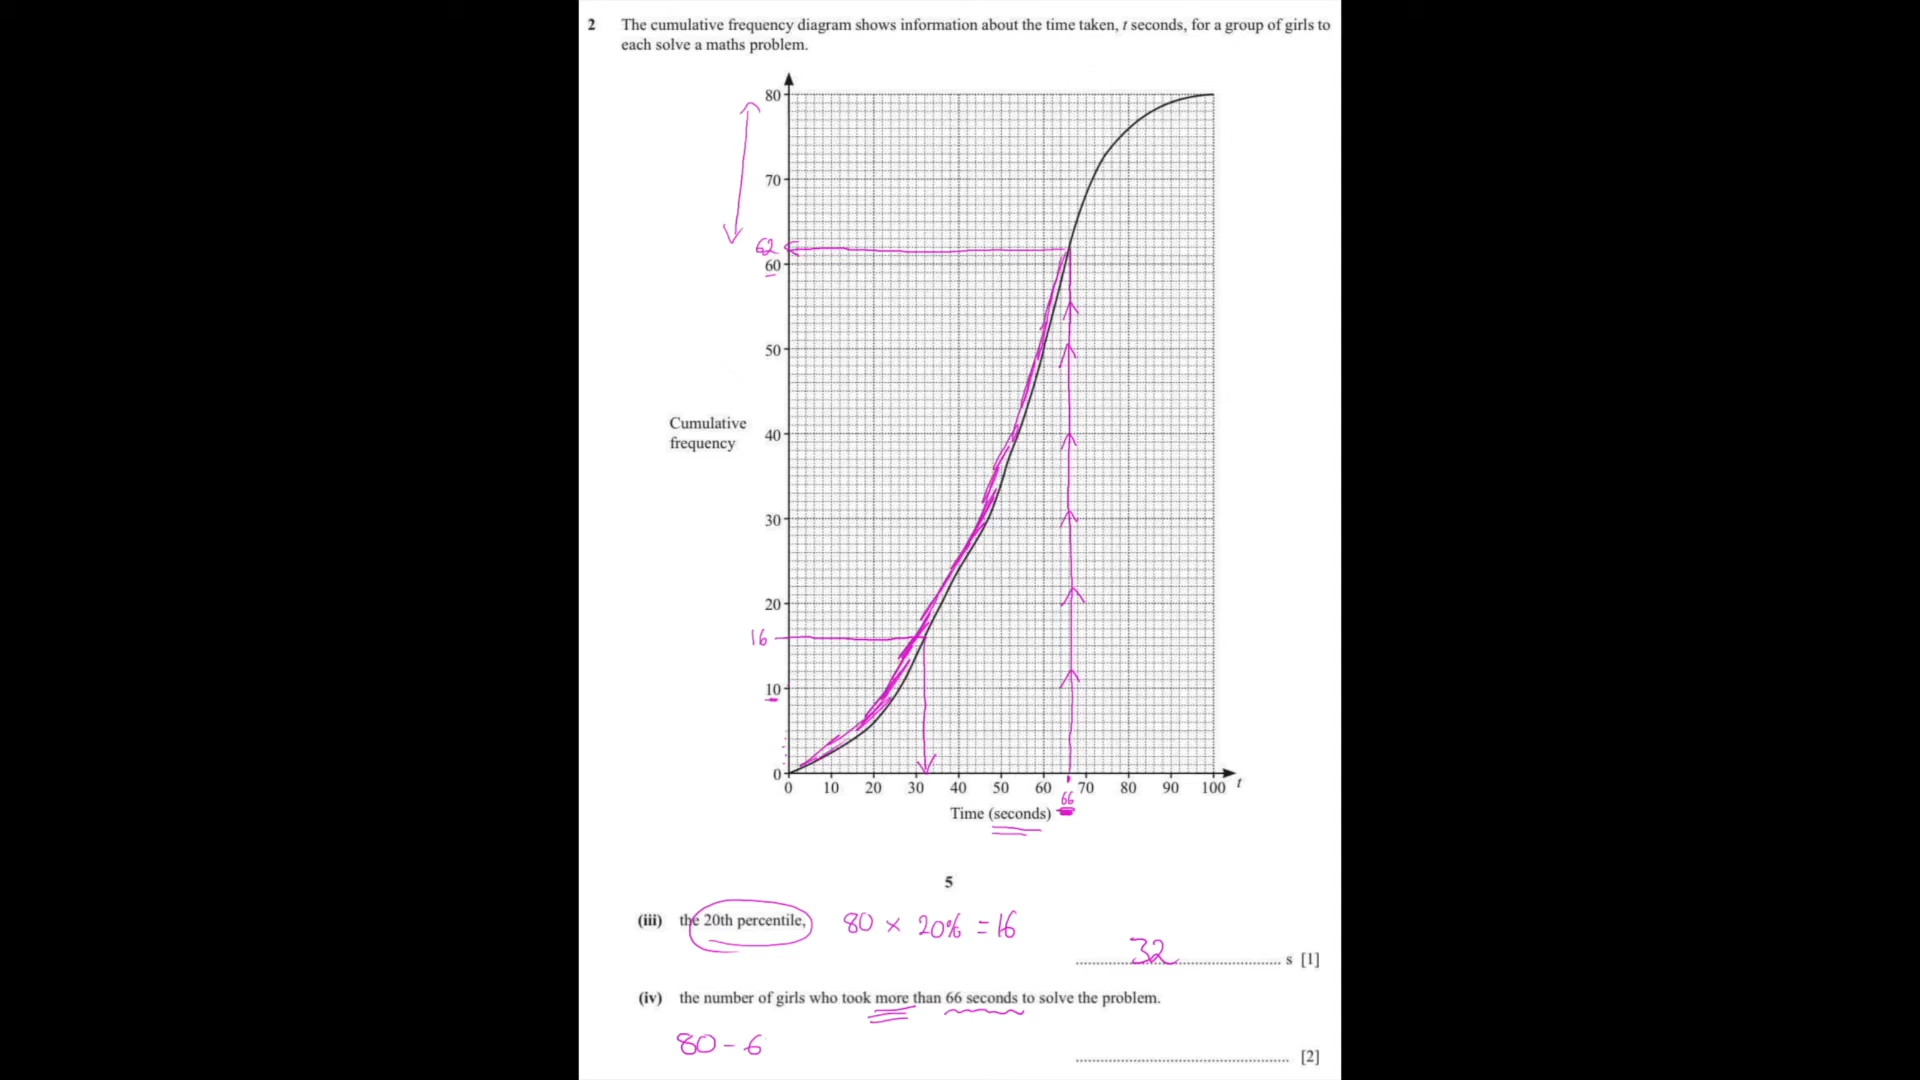 2 The cumulative frequency diagram shows information about the time taken, t seconds, for a group of girls to
each solve a maths problem.
80
70
62
60
50
Cumulative
frequency
40
30
20
16
10
0
0 10 20 30 40 50 60 70 80 90 100 t
66
Time (seconds)
5
(iii) the 20th percentile, 80 × 20% = 16
32 s [1]
(iv) the number of girls who took more than 66 seconds to solve the problem.
80 - 6
[2]